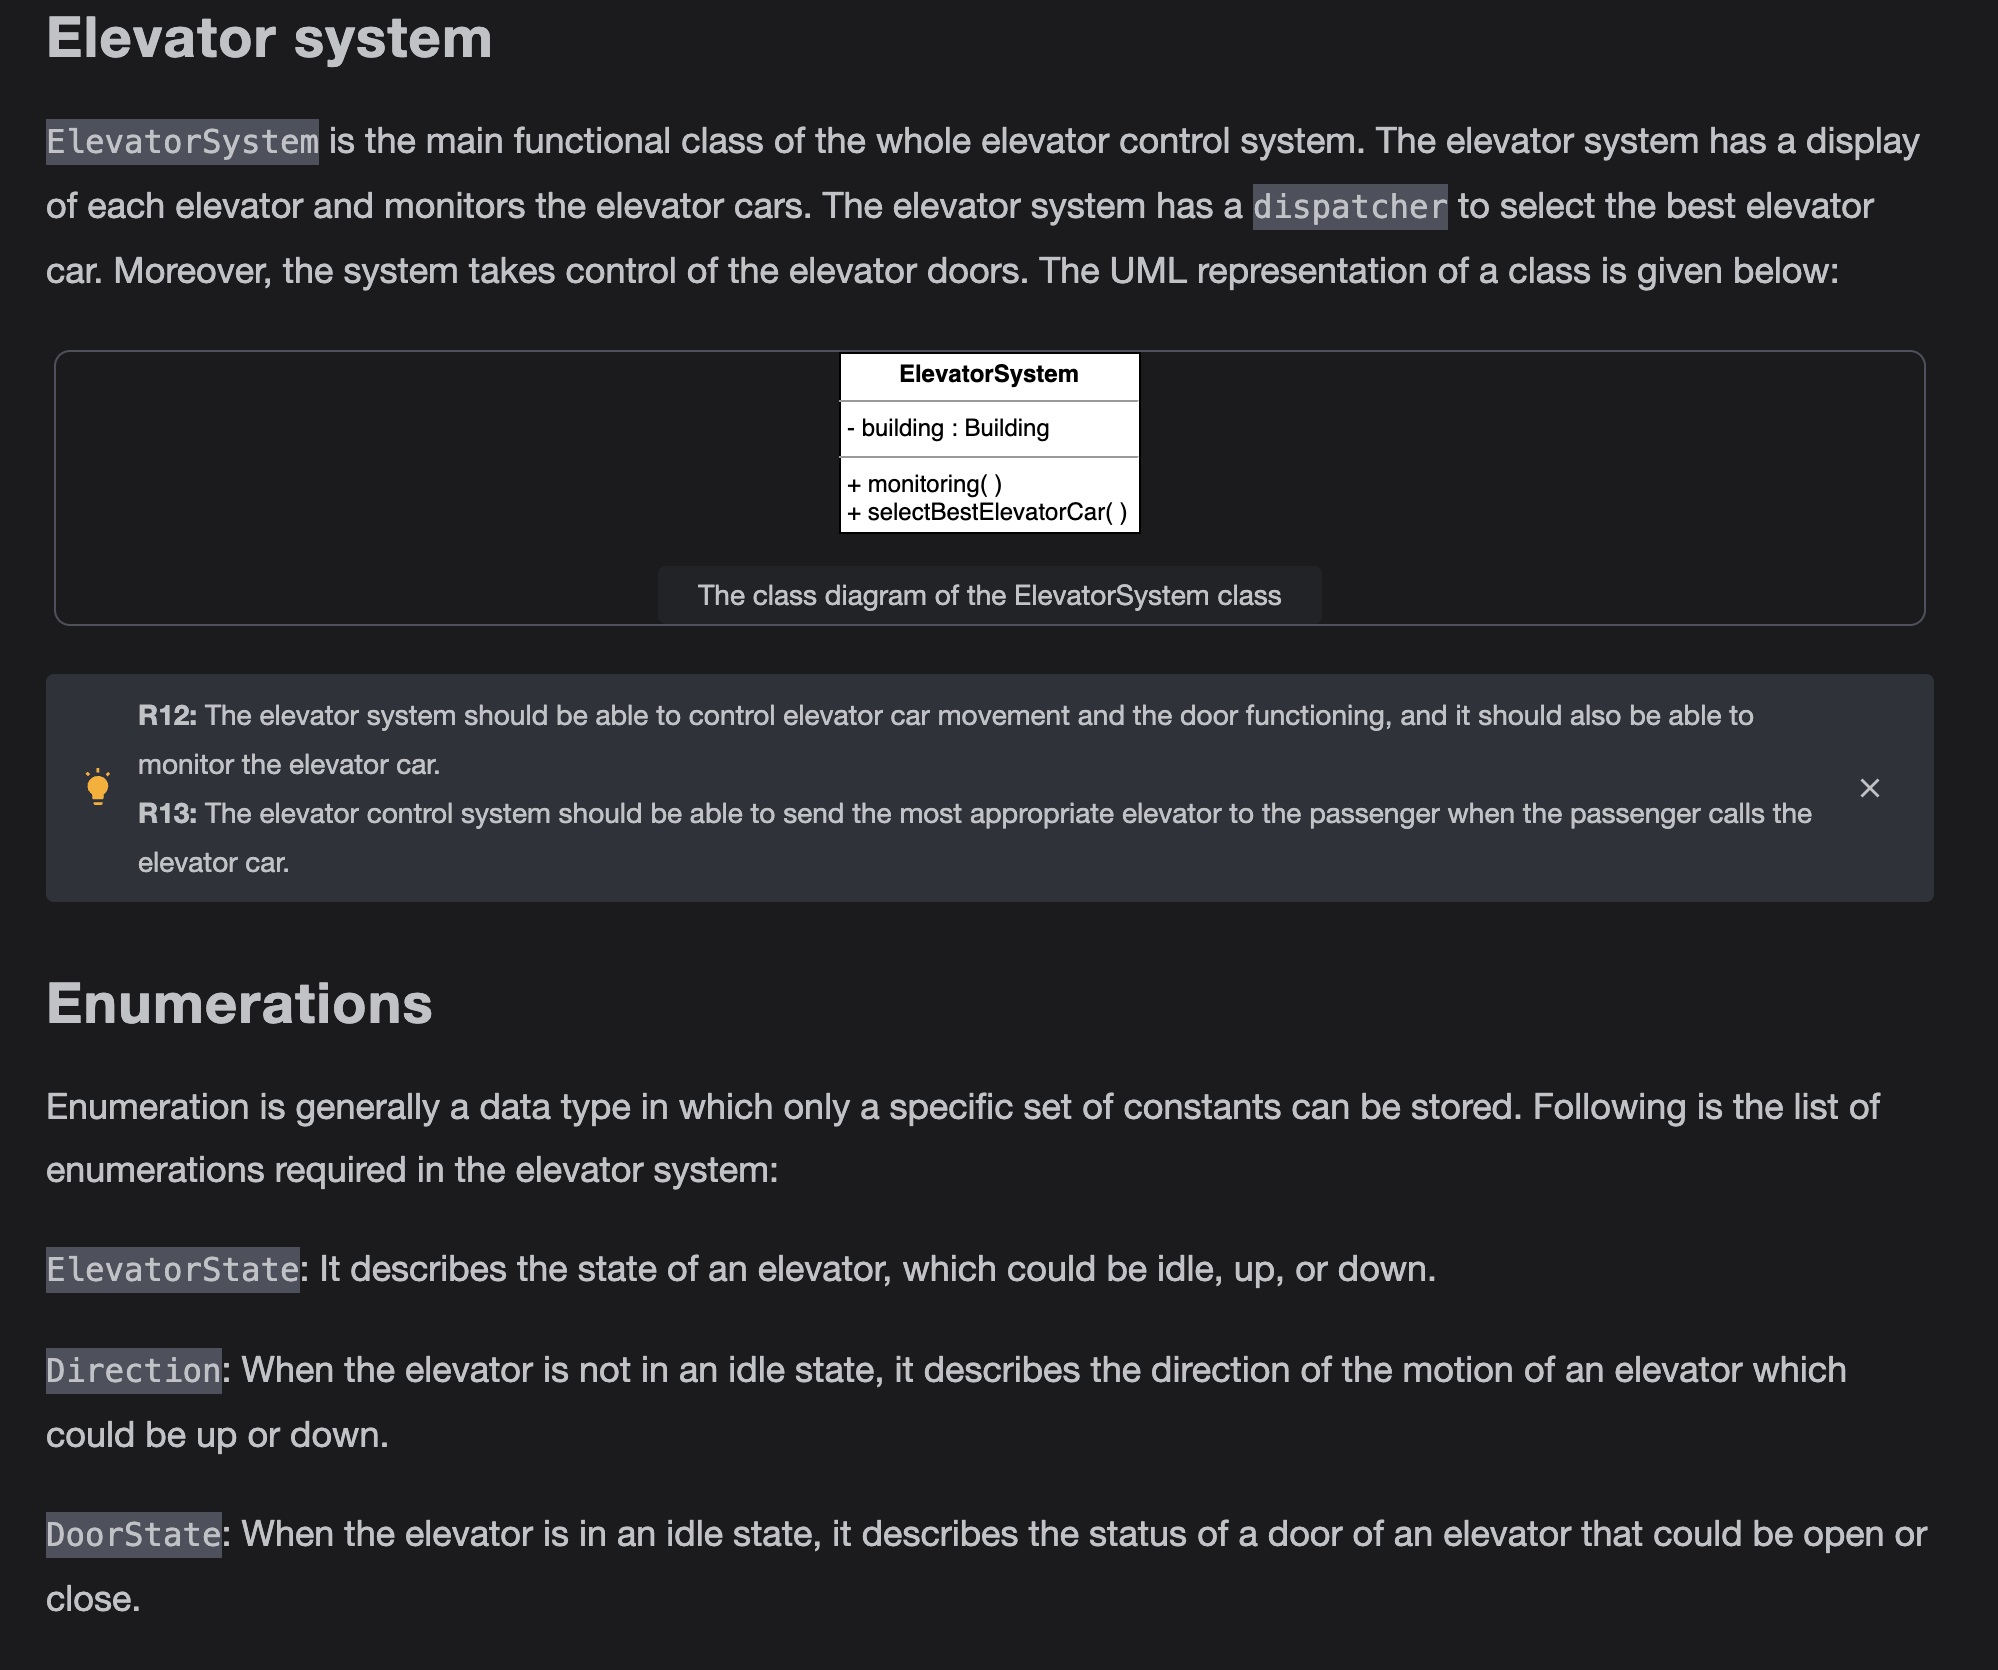 Elevator system
ElevatorSystem is the main functional class of the whole elevator control system. The elevator system has a display
of each elevator and monitors the elevator cars. The elevator system has a dispatcher to select the best elevator
car. Moreover, the system takes control of the elevator doors. The UML representation of a class is given below:
ElevatorSystem
- building : Building
+ monitoring( )
+ selectBestElevatorCar( )
The class diagram of the ElevatorSystem class
R12: The elevator system should be able to control elevator car movement and the door functioning, and it should also be able to
monitor the elevator car.
R13: The elevator control system should be able to send the most appropriate elevator to the passenger when the passenger calls the
elevator car.
Enumerations
Enumeration is generally a data type in which only a specific set of constants can be stored. Following is the list of
enumerations required in the elevator system:
ElevatorState: It describes the state of an elevator, which could be idle, up, or down.
Direction: When the elevator is not in an idle state, it describes the direction of the motion of an elevator which
could be up or down.
DoorState: When the elevator is in an idle state, it describes the status of a door of an elevator that could be open or
close.